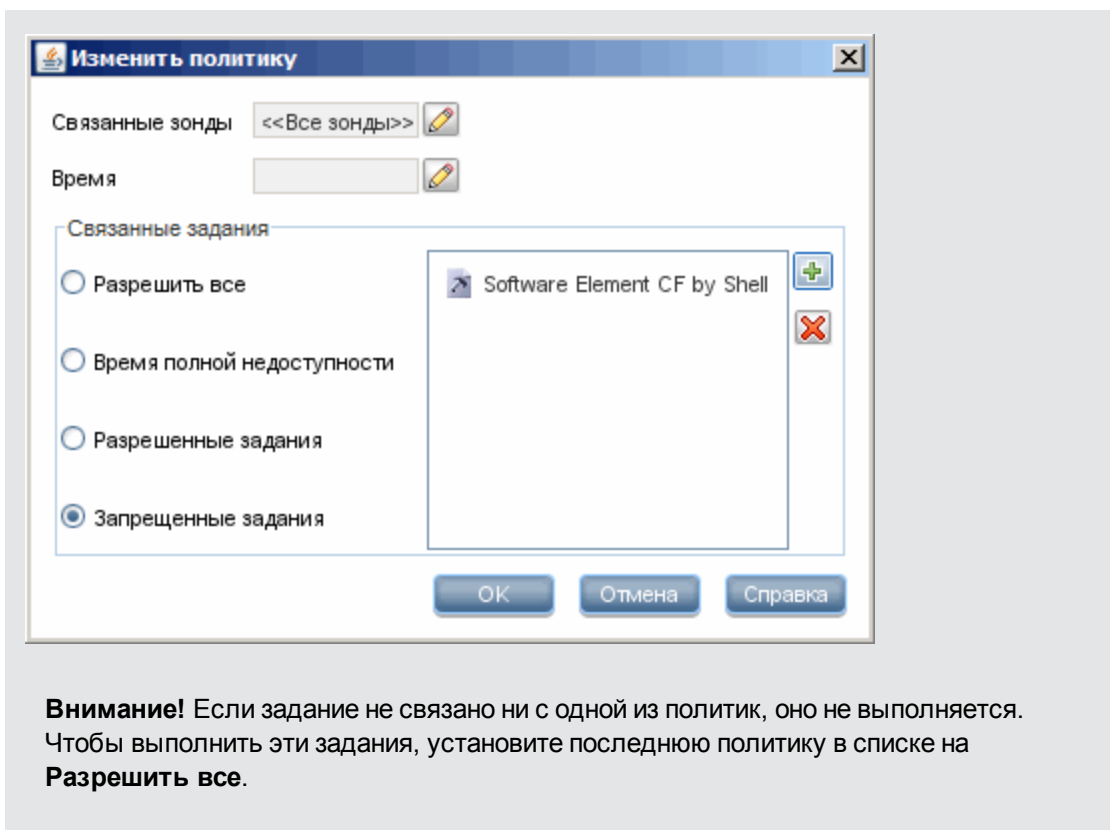 Изменить политику
Связанные зонды <<Все зонды>>
Время
Связанные задания
Разрешить все
Software Element CF by Shell
Время полной недоступности
Разрешенные задания
Запрещенные задания
OK Отмена Справка
Внимание! Если задание не связано ни с одной из политик, оно не выполняется.
Чтобы выполнить эти задания, установите последнюю политику в списке на
Разрешить все.